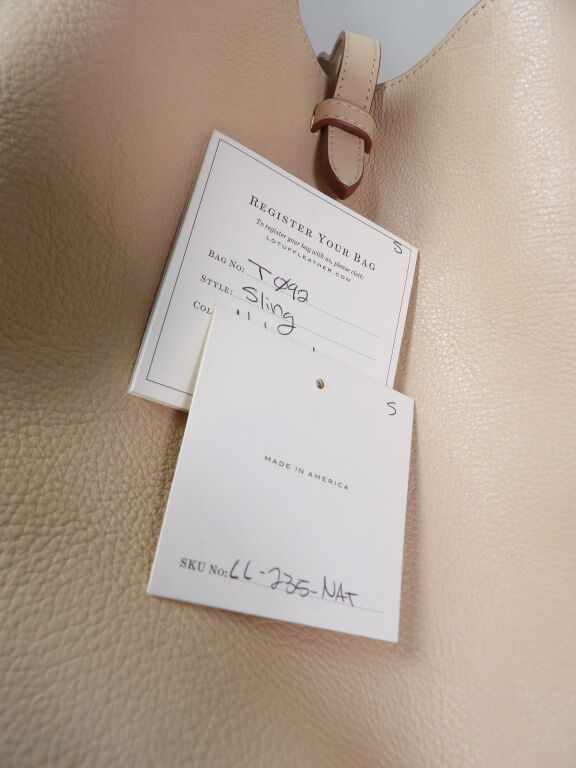 S
REGISTER YOUR BAG
To register your bag with us, please visit:
LOTUFFLEATHER.COM
BAG NO: TØ92
STYLE: Sling
COL
S
MADE IN AMERICA
SKU NO: LL-235-NAT